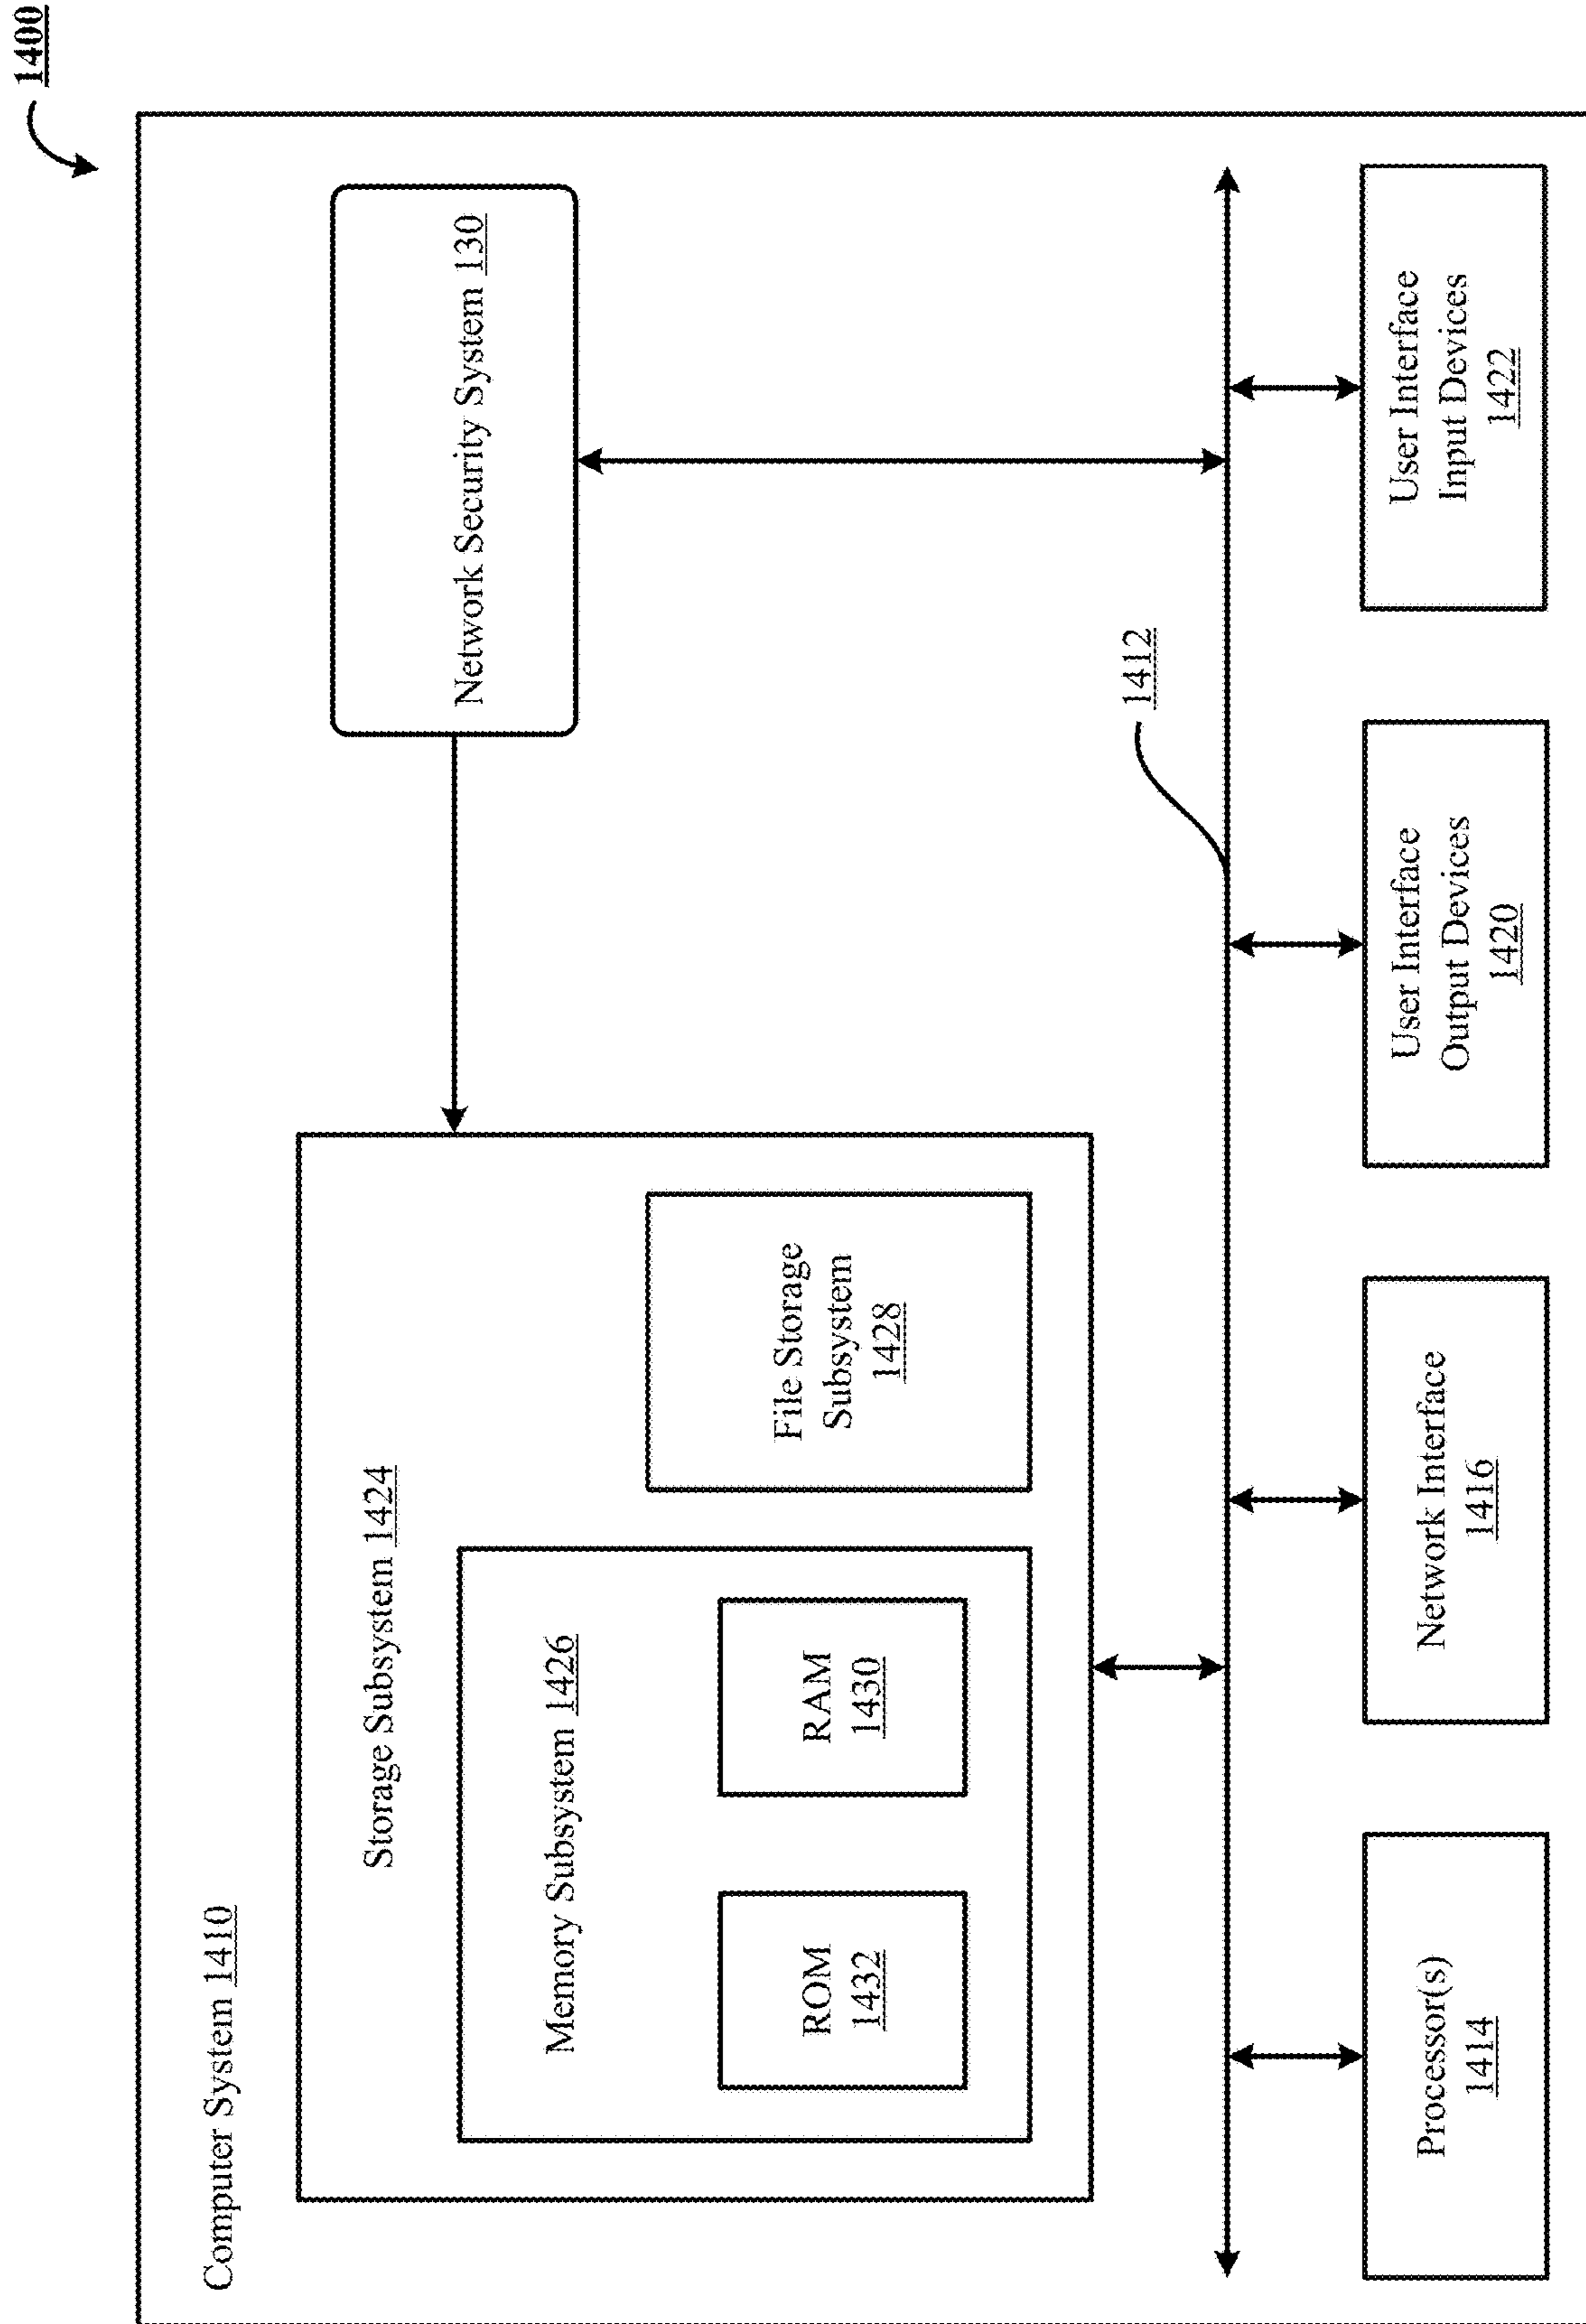 1400
Computer System 1410
Storage Subsystem 1424
Memory Subsystem 1426
ROM
1432
RAM
1430
File Storage
Subsystem
1428
Network Security System 130
1412
Processor(s)
1414
Network Interface
1416
User Interface
Output Devices
1420
User Interface
Input Devices
1422